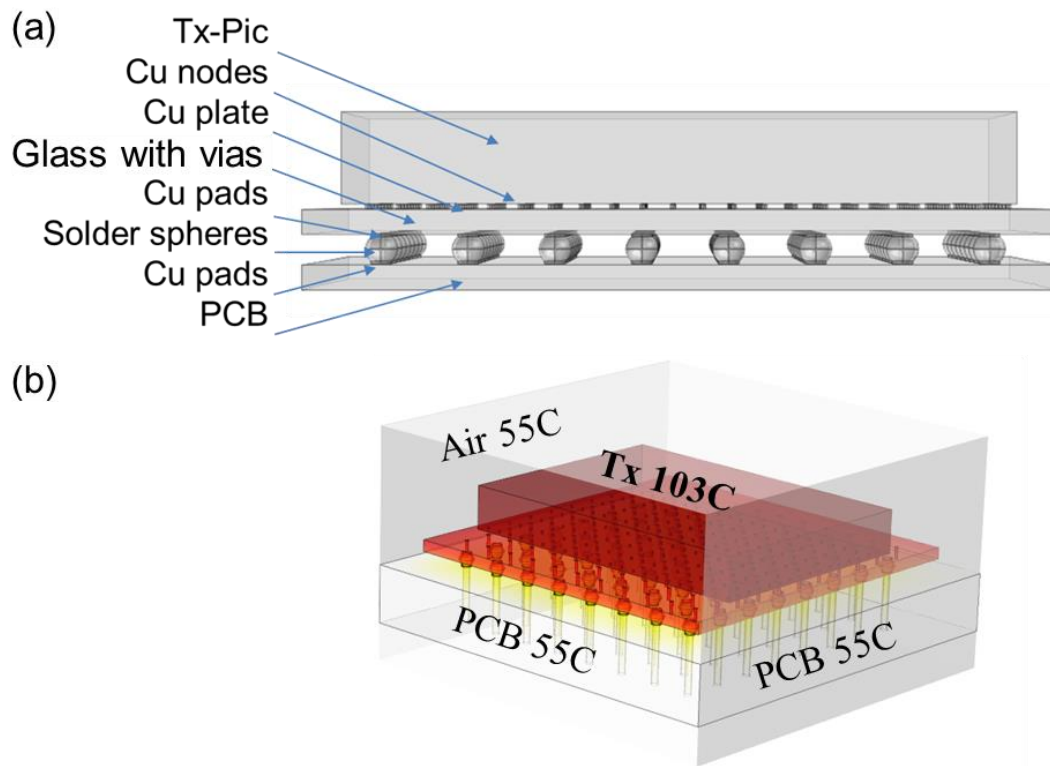 (a)
Tx-Pic
Cu nodes
Cu plate
Glass with vias
Cu pads
Solder spheres
Cu pads
PCB
(b)
Air 55C
Tx 103C
PCB 55C
PCB 55C